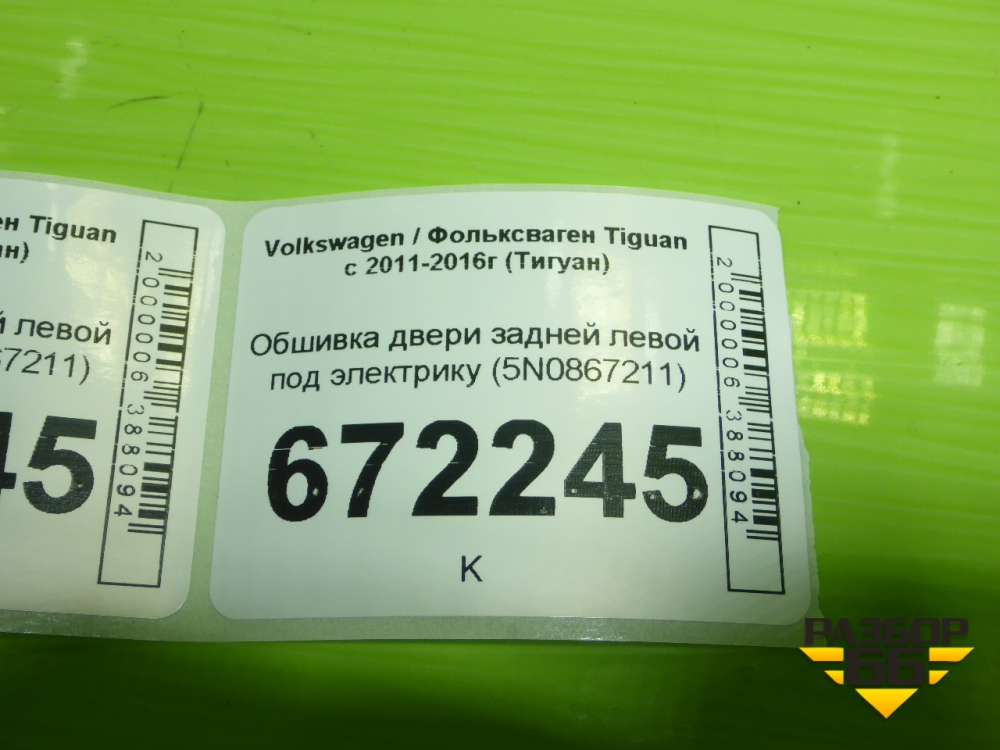 ен Tiguan
ан)
й левой
67211)
45
2000006388094
Volkswagen / Фольксваген Tiguan
с 2011-2016г (Тигуан)
Обшивка двери задней левой
под электрику (5N0867211)
672245
К
2000006388094
РАЗБОР
66